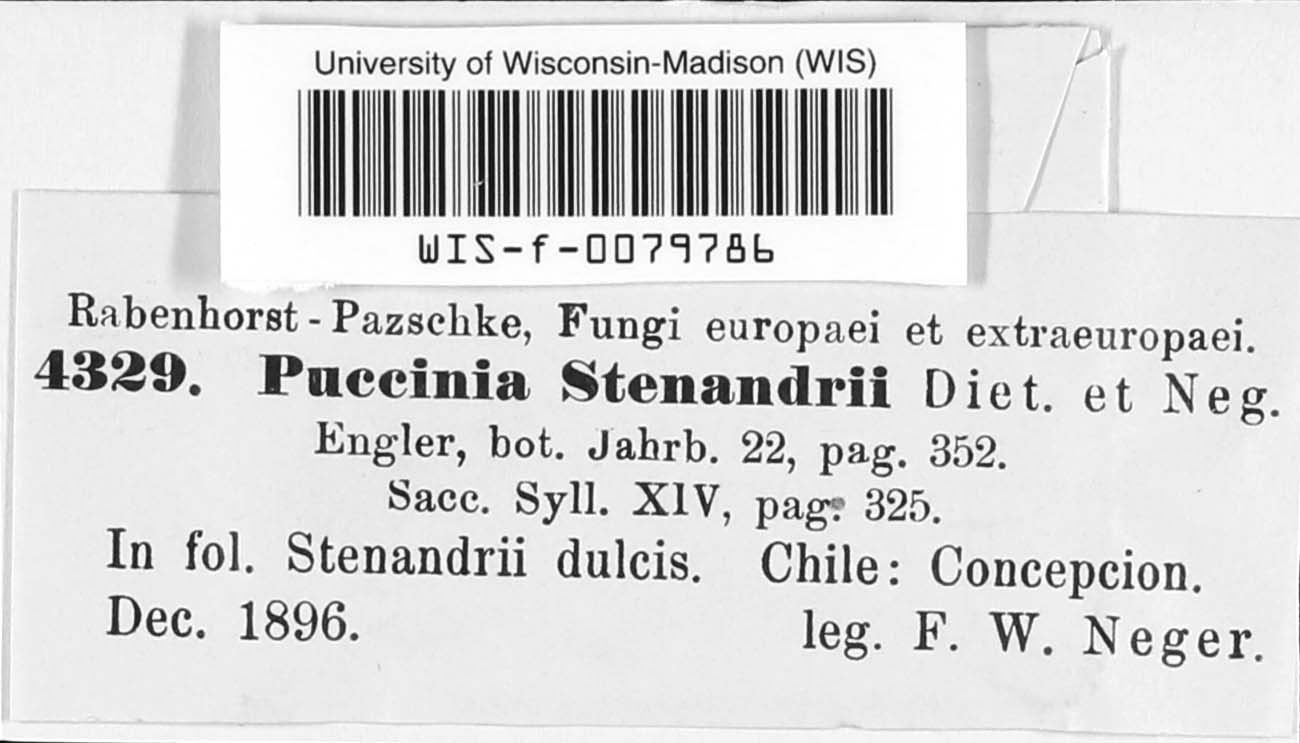 University of Wisconsin-Madison (WIS)
WIS-f-0079786
Rabenhorst - Pazschke, Fungi europaei et extraeuropaei.
4329. Puccinia Stenandrii Diet. et Neg.
Engler, bot. Jahrb. 22, pag. 352.
Sacc. Syll. XIV, pag. 325.
In fol. Stenandrii dulcis. Chile: Concepcion.
Dec. 1896. leg. F. W. Neger.